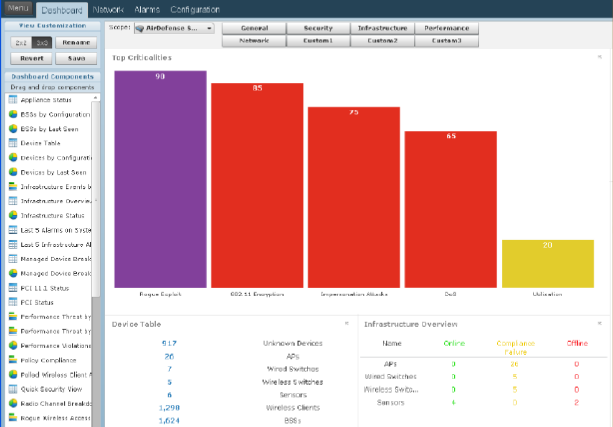 Menu Dashboard Network Alarms Configuration
View Customization
2x2 3x3 Rename
Revert Save
Dashboard Components
Drag and drop components
Appliance Status
BSSs by Configuration
BSSs by Last Seen
Device Table
Devices by Configurati
Devices by Last Seen
Infrastructure Events b
Infrastructure Overview
Infrastructure Status
Last 5 Alarms on Syste
Last 5 Infrastructure Al
Managed Device Break
Managed Device Break
PCI 11.1 Status
PCI Status
Performance Threat by
Performance Threat by
Performance Violations
Policy Compliance
Polled Wireless Client A
Quick Security View
Radio Channel Breakdo
Rogue Wireless Access
Scope: AirDefense S...
General Security Infrastructure Performance
Network Custom1 Custom2 Custom3
Top Criticalities
90
85
75
65
20
Rogue Exploit 802.11 Encryption Impersonation Attacks DoS Utilization
Device Table
917 Unknown Devices
26 APs
7 Wired Switches
5 Wireless Switches
6 Sensors
1,290 Wireless Clients
1,624 BSSs
Infrastructure Overview
Name Online Compliance Failure Offline
APs 0 26 0
Wired Switches 0 5 0
Wireless Switc... 0 5 0
Sensors 4 0 2